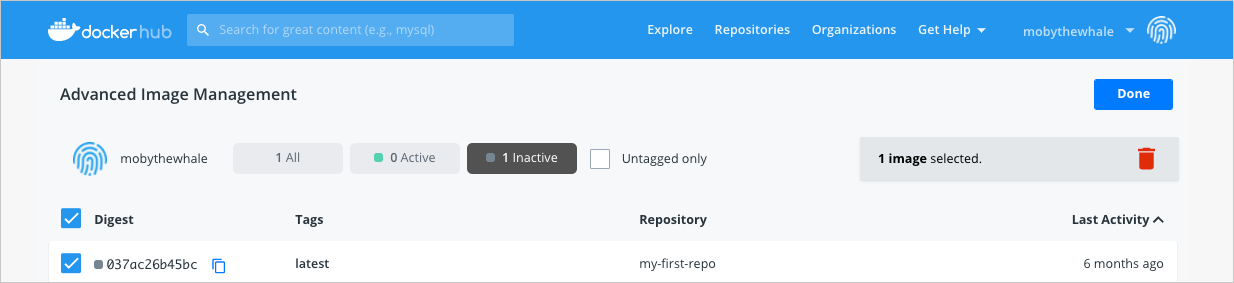 docker hub Search for great content (e.g., mysql) Explore Repositories Organizations Get Help mobythewhale
Advanced Image Management Done
mobythewhale 1 All 0 Active 1 Inactive Untagged only 1 image selected.
Digest Tags Repository Last Activity
037ac26b45bc latest my-first-repo 6 months ago